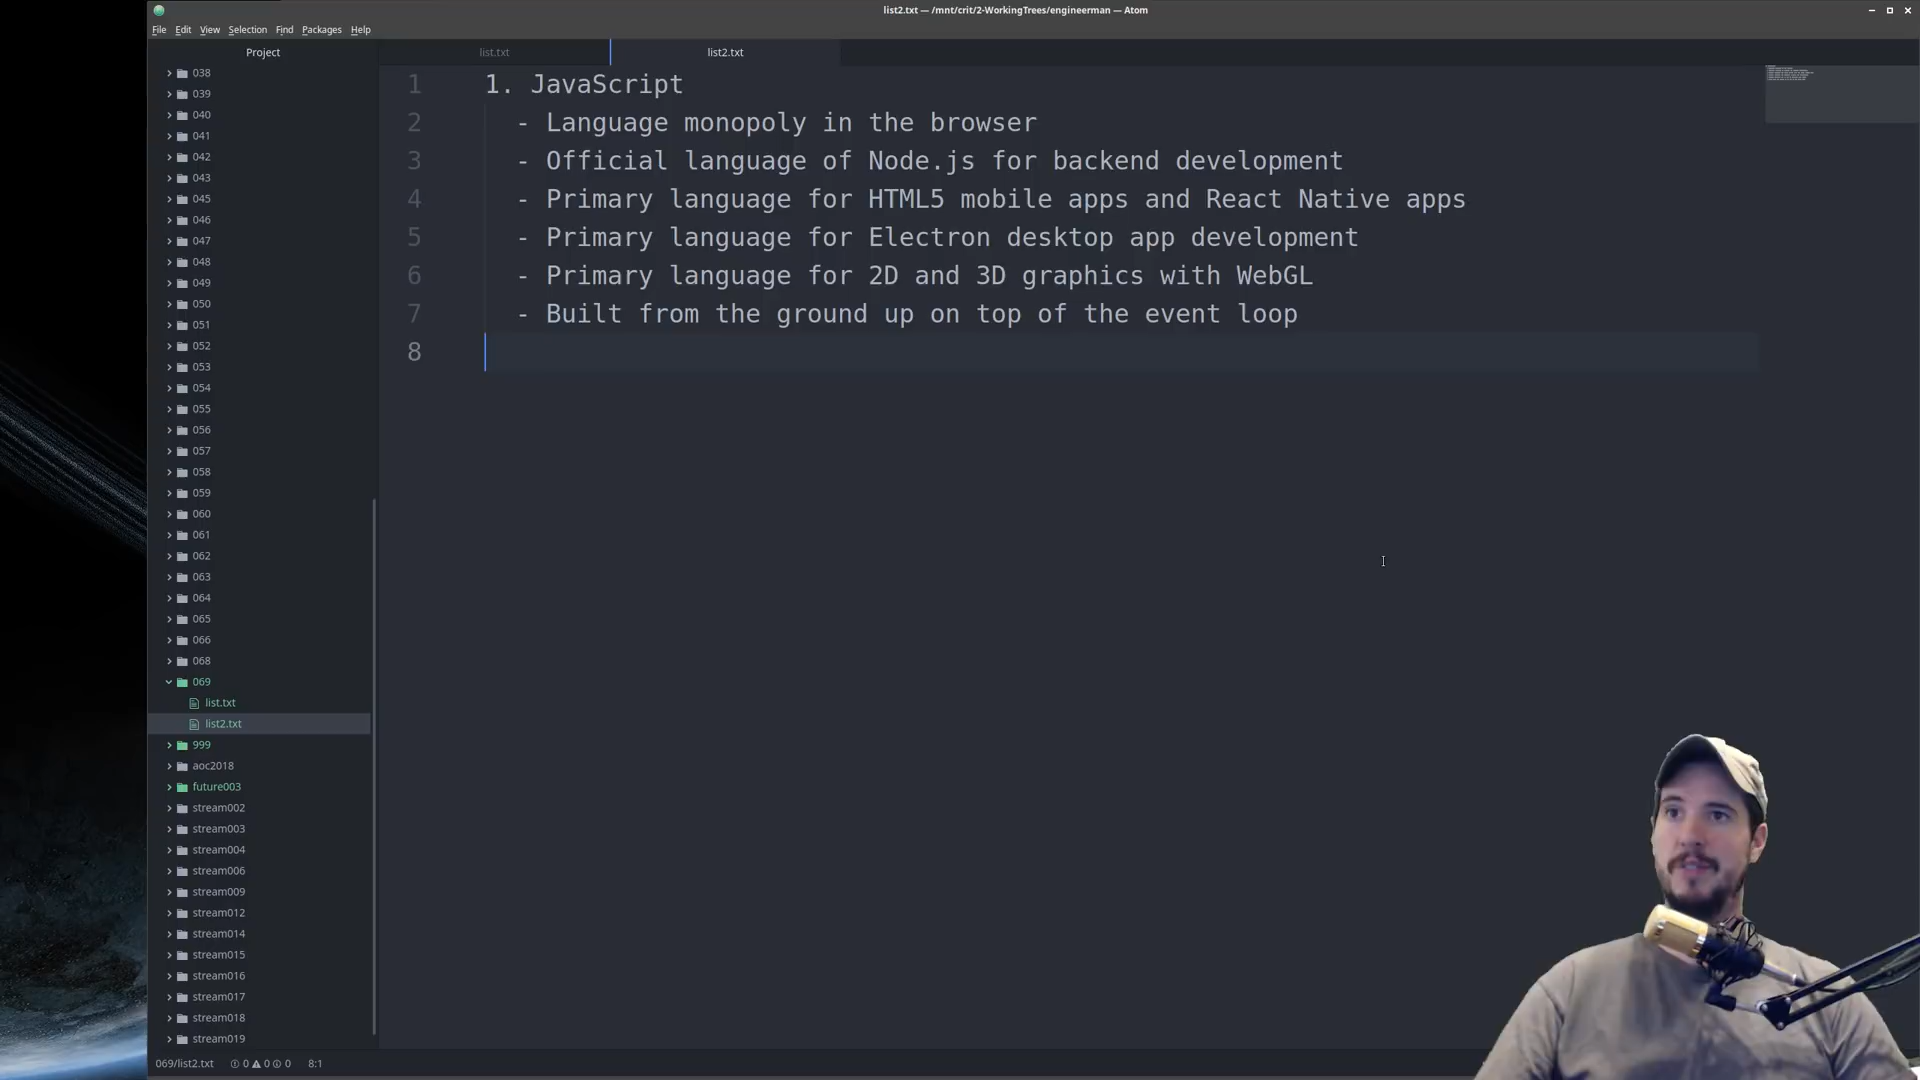 list2.txt — /mnt/crit/2-WorkingTrees/engineerman — Atom
File Edit View Selection Find Packages Help
Project
list.txt
list2.txt
038
039
040
041
042
043
045
046
047
048
049
050
051
052
053
054
055
056
057
058
059
060
061
062
063
064
065
066
068
069
list.txt
list2.txt
999
aoc2018
future003
stream002
stream003
stream004
stream006
stream009
stream012
stream014
stream015
stream016
stream017
stream018
stream019
1 1. JavaScript
2 - Language monopoly in the browser
3 - Official language of Node.js for backend development
4 - Primary language for HTML5 mobile apps and React Native apps
5 - Primary language for Electron desktop app development
6 - Primary language for 2D and 3D graphics with WebGL
7 - Built from the ground up on top of the event loop
8
069/list2.txt 0 0 0 8:1